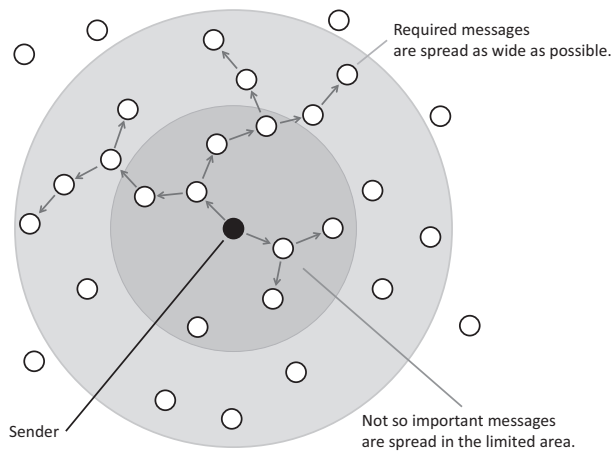 Required messages
are spread as wide as possible.
Sender
Not so important messages
are spread in the limited area.